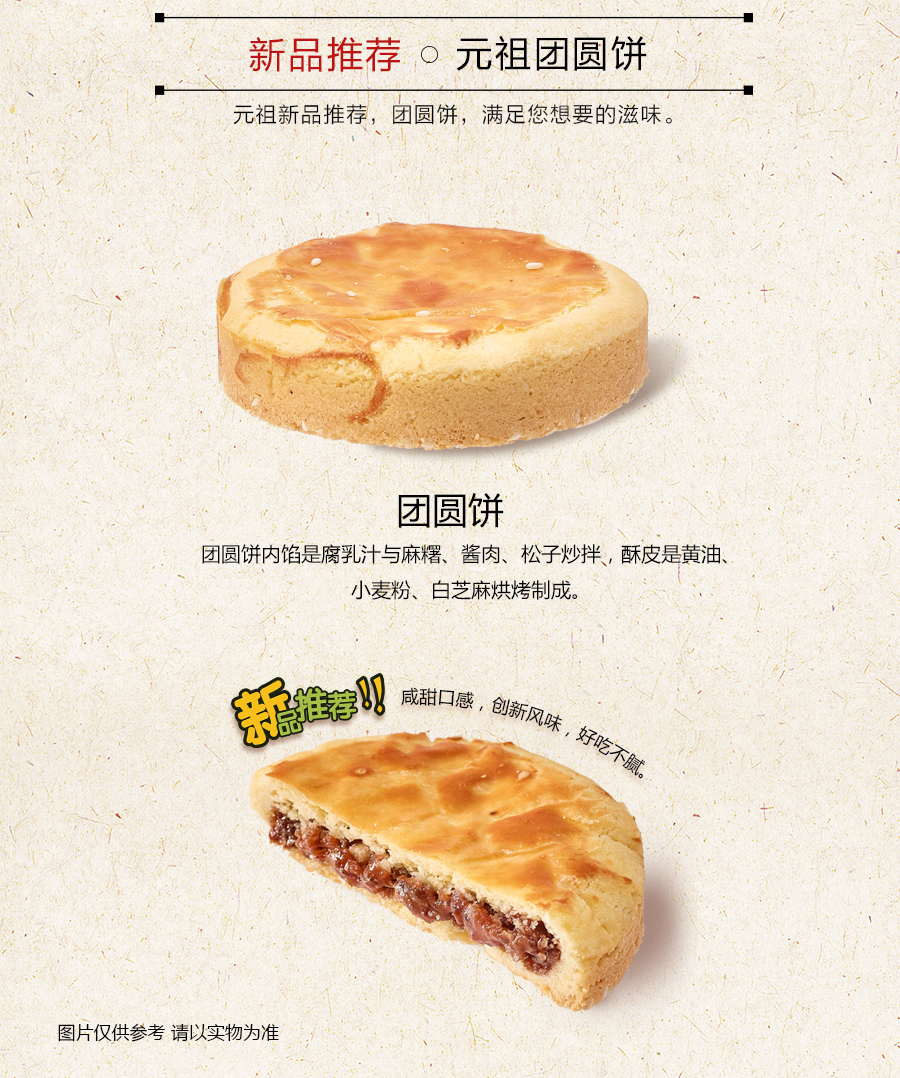 新品推荐 ○ 元祖团圆饼
元祖新品推荐，团圆饼，满足您想要的滋味。
团圆饼
团圆饼内馅是腐乳汁与麻糬、酱肉、松子炒拌，酥皮是黄油、
小麦粉、白芝麻烘烤制成。
新品推荐!!
咸甜口感，创新风味，好吃不腻。
图片仅供参考 请以实物为准